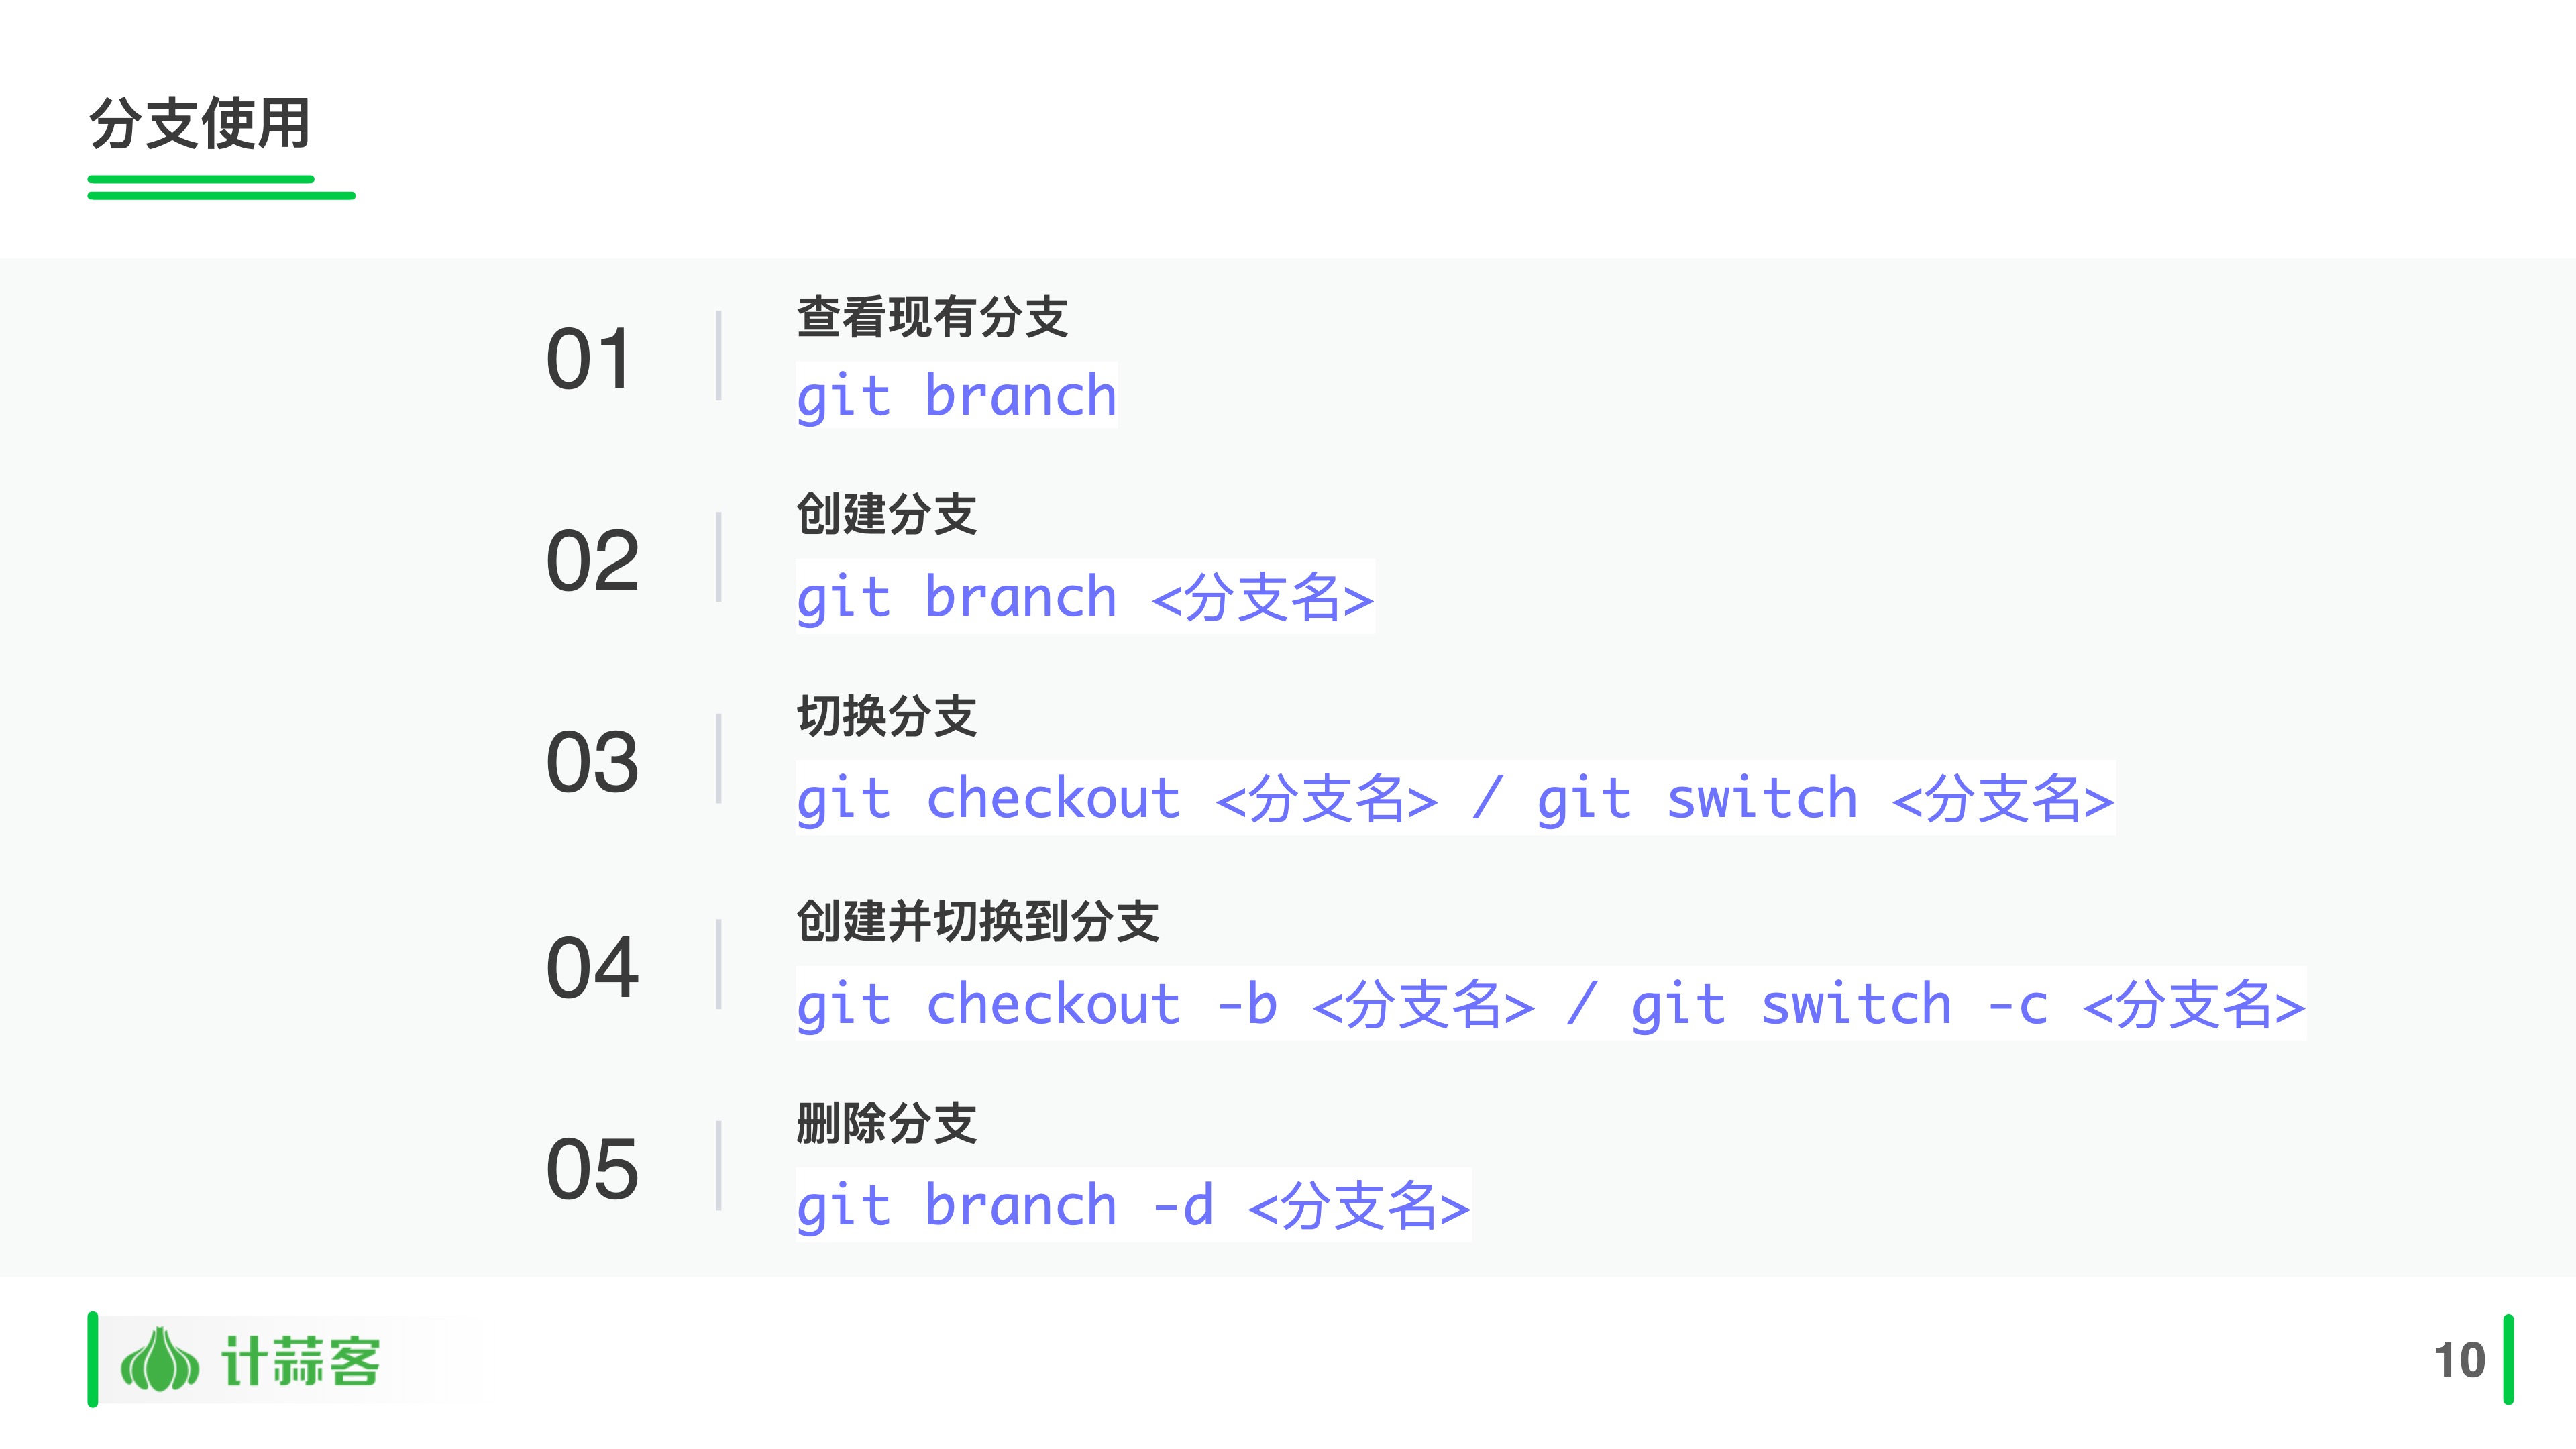 分支使用
01
查看现有分支
git branch
02
创建分支
git branch <分支名>
03
切换分支
git checkout <分支名> / git switch <分支名>
04
创建并切换到分支
git checkout -b <分支名> / git switch -c <分支名>
05
删除分支
git branch -d <分支名>
计蒜客
10